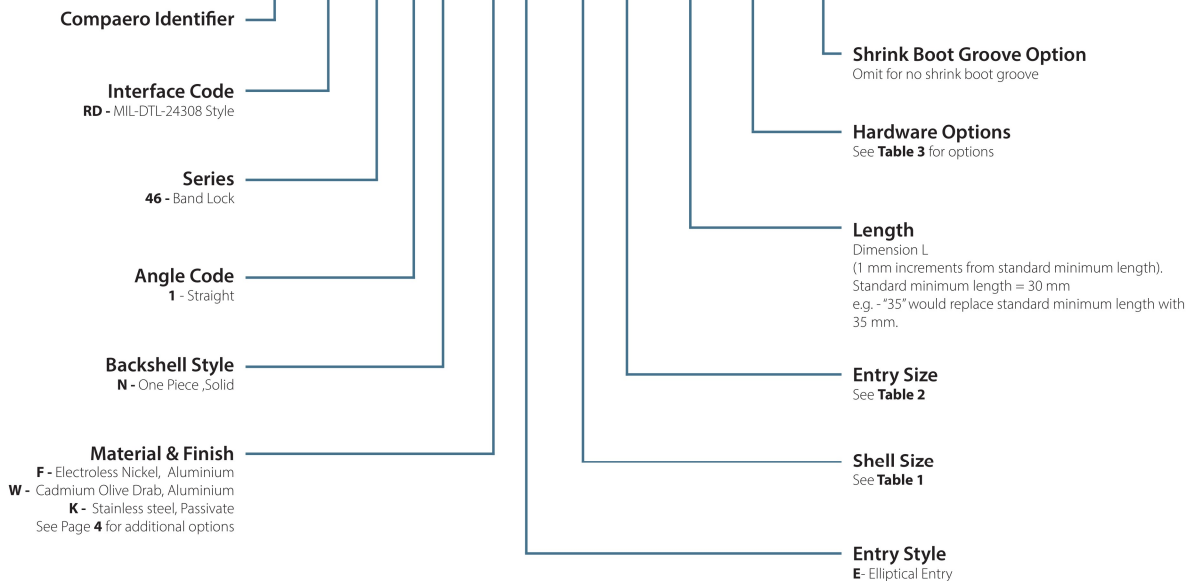 Compaero Identifier
Interface Code
RD - MIL-DTL-24308 Style
Series
46 - Band Lock
Angle Code
1 - Straight
Backshell Style
N - One Piece ,Solid
Material & Finish
F - Electroless Nickel, Aluminium
W - Cadmium Olive Drab, Aluminium
K - Stainless steel, Passivate
See Page 4 for additional options
Shrink Boot Groove Option
Omit for no shrink boot groove
Hardware Options
See Table 3 for options
Length
Dimension L
(1 mm increments from standard minimum length).
Standard minimum length = 30 mm
e.g. - “35” would replace standard minimum length with
35 mm.
Entry Size
See Table 2
Shell Size
See Table 1
Entry Style
E- Elliptical Entry